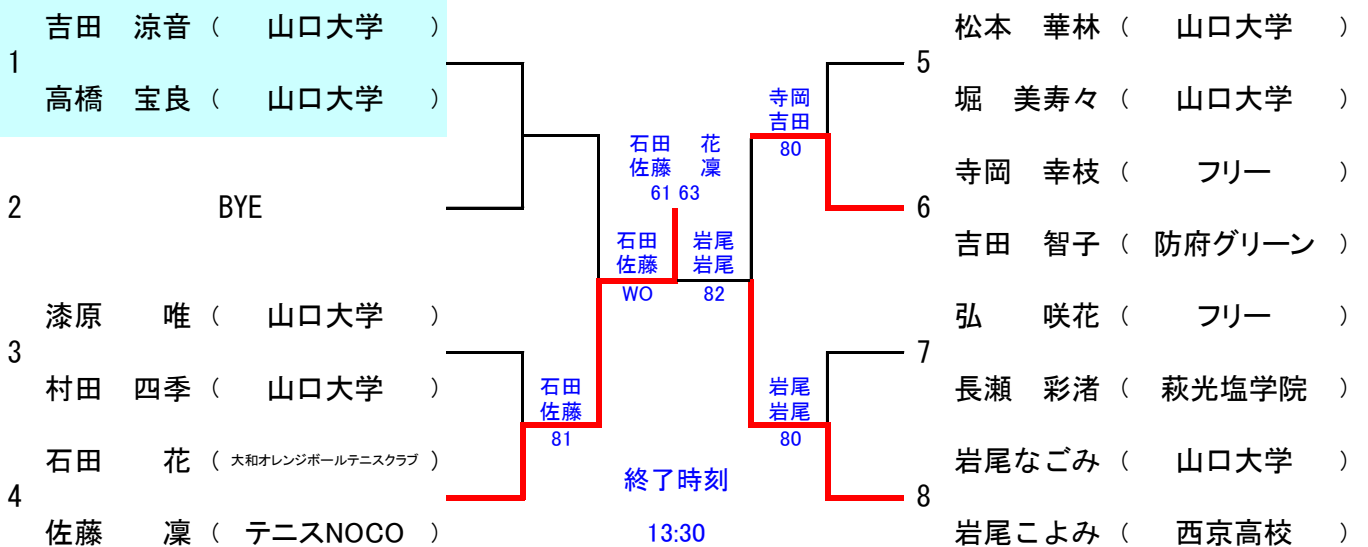 1
吉田 涼音 ( 山口大学 )
高橋 宝良 ( 山口大学 )
2 BYE
3
漆原 唯 ( 山口大学 )
村田 四季 ( 山口大学 )
4
石田 花 ( 大和オレンジボールテニスクラブ )
佐藤 凜 ( テニスNOCO )
石田
佐藤
81
石田
佐藤
WO
石田 花
佐藤 凜
61 63
岩尾
岩尾
82
寺岡
吉田
80
岩尾
岩尾
80
終了時刻
13:30
5
松本 華林 ( 山口大学 )
堀 美寿々 ( 山口大学 )
6
寺岡 幸枝 ( フリー )
吉田 智子 ( 防府グリーン )
7
弘 咲花 ( フリー )
長瀬 彩渚 ( 萩光塩学院 )
8
岩尾なごみ ( 山口大学 )
岩尾こよみ ( 西京高校 )